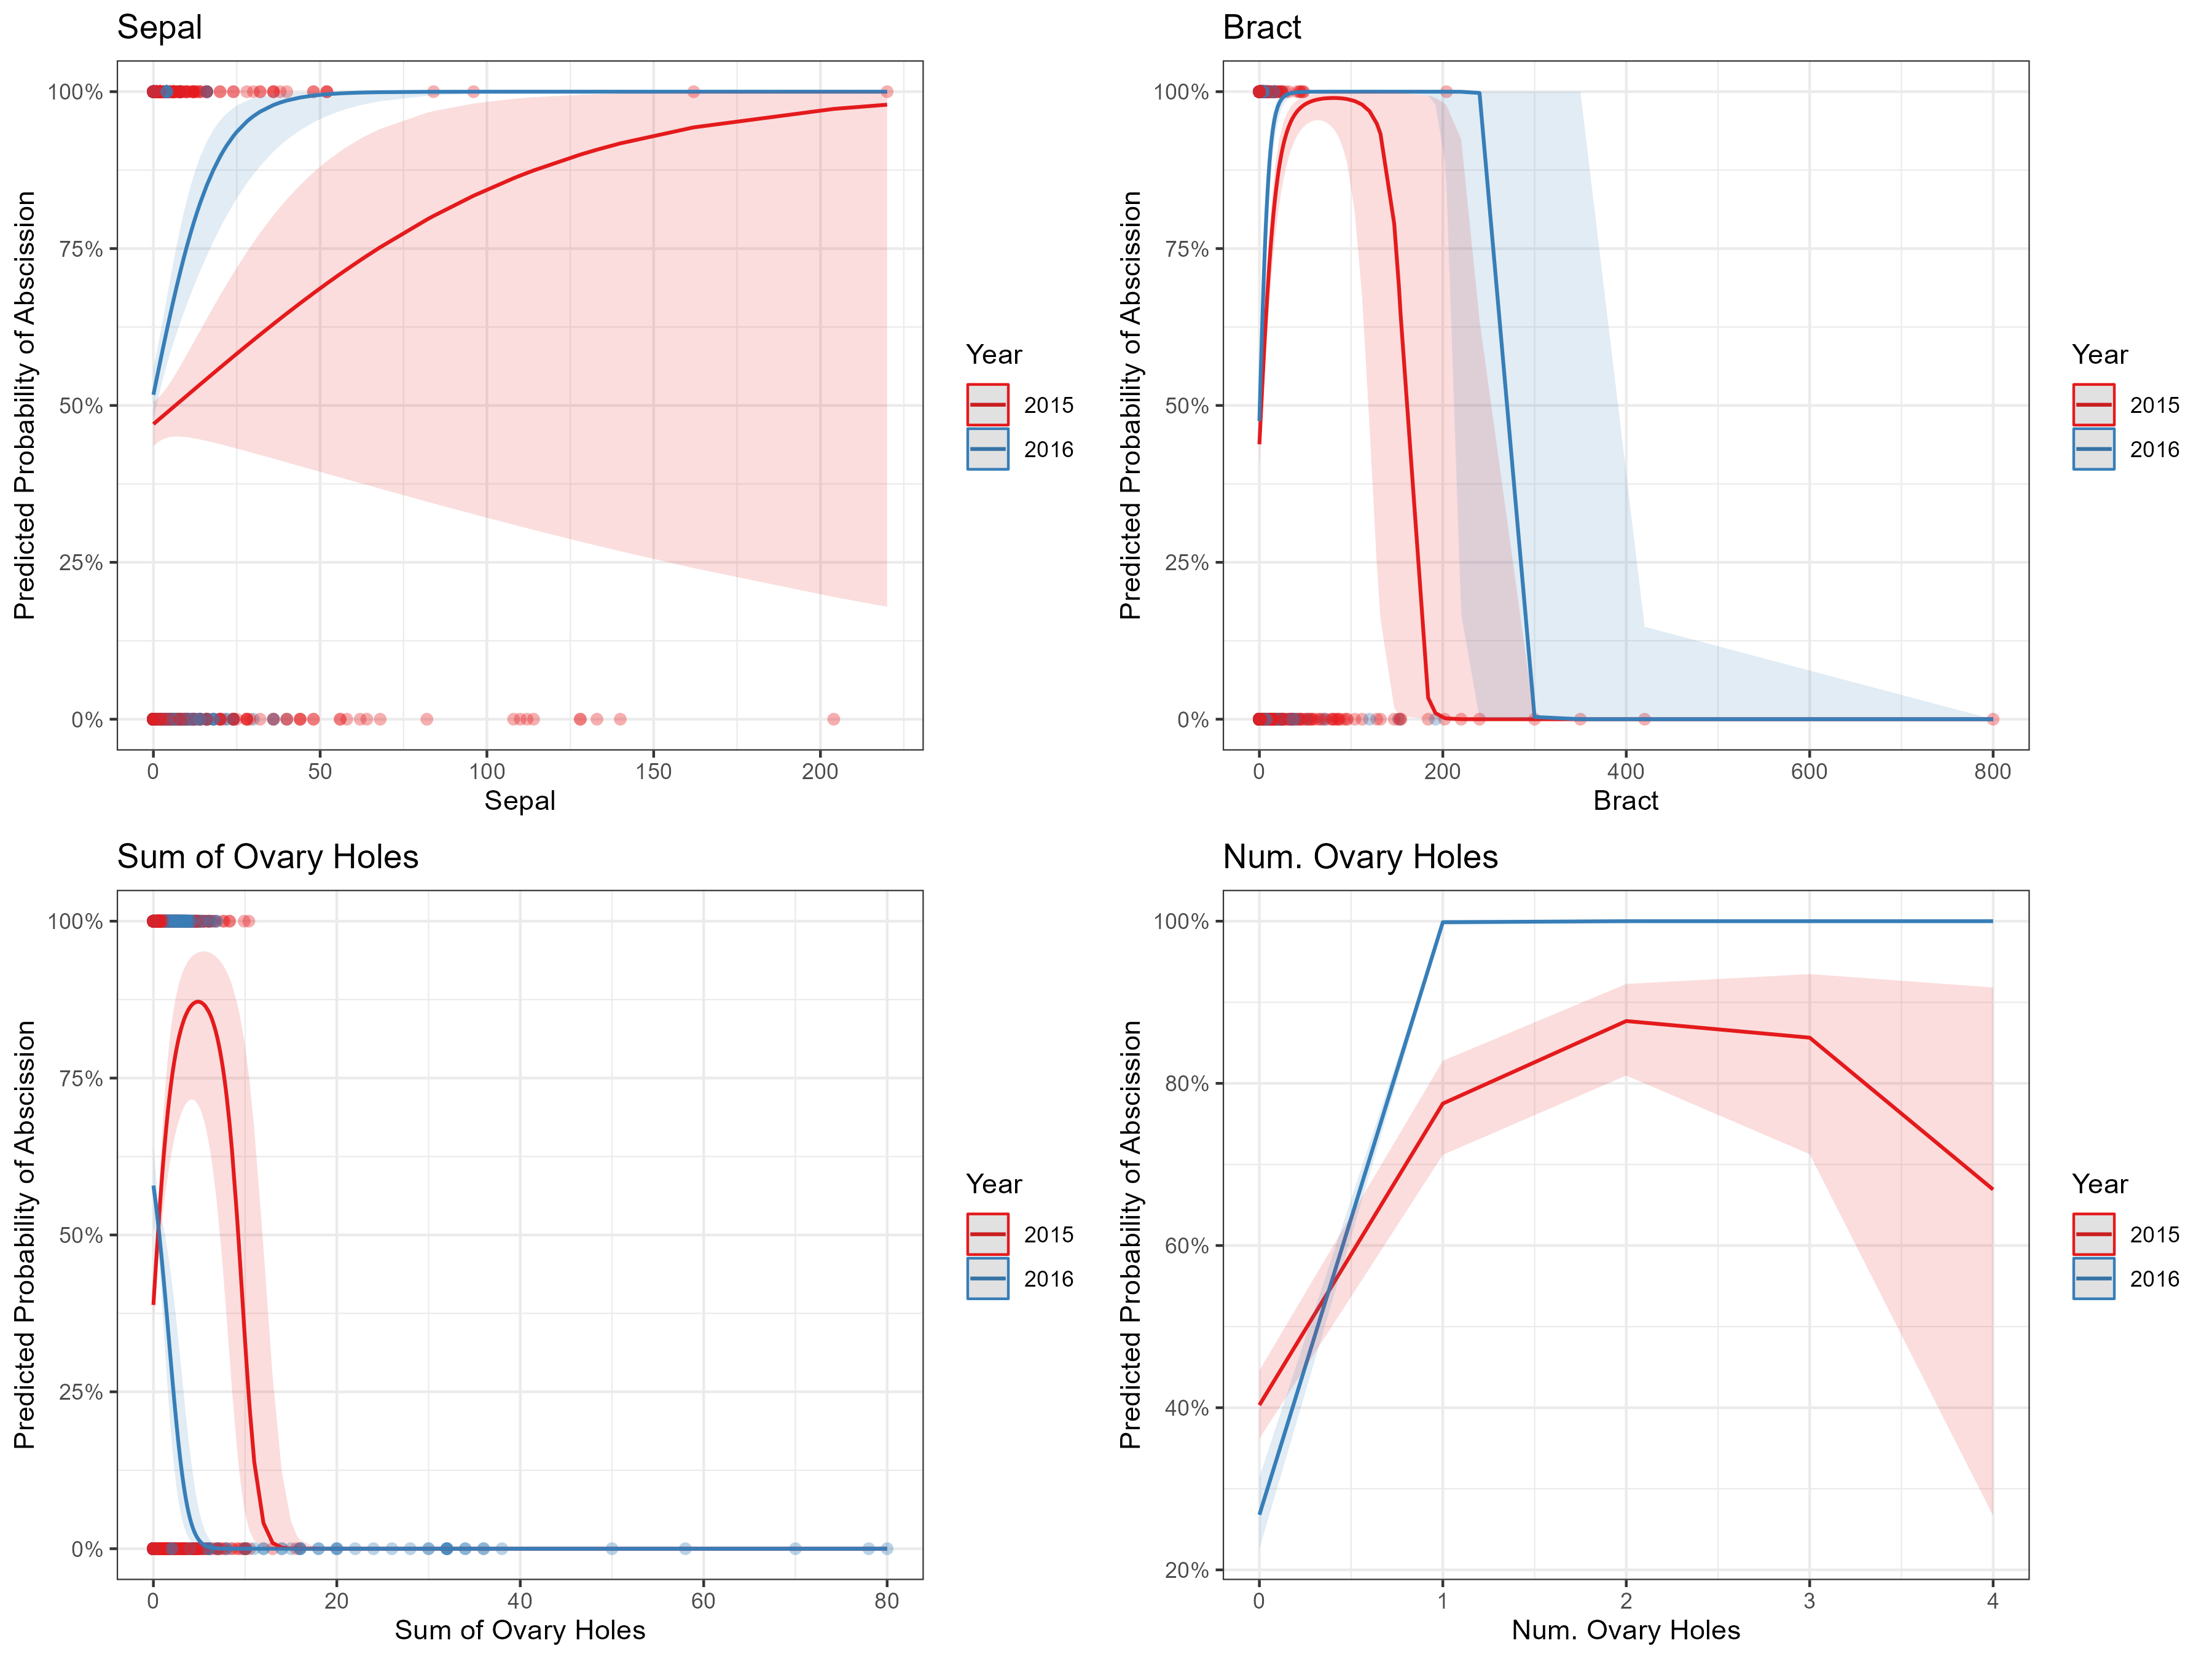 Sepal
Predicted Probability of Abscission
100%
75%
50%
25%
0%
0 50 100 150 200
Sepal
Year
2015
2016
Bract
Predicted Probability of Abscission
100%
75%
50%
25%
0%
0 200 400 600 800
Bract
Year
2015
2016
Sum of Ovary Holes
Predicted Probability of Abscission
100%
75%
50%
25%
0%
0 20 40 60 80
Sum of Ovary Holes
Year
2015
2016
Num. Ovary Holes
Predicted Probability of Abscission
100%
80%
60%
40%
20%
0 1 2 3 4
Num. Ovary Holes
Year
2015
2016